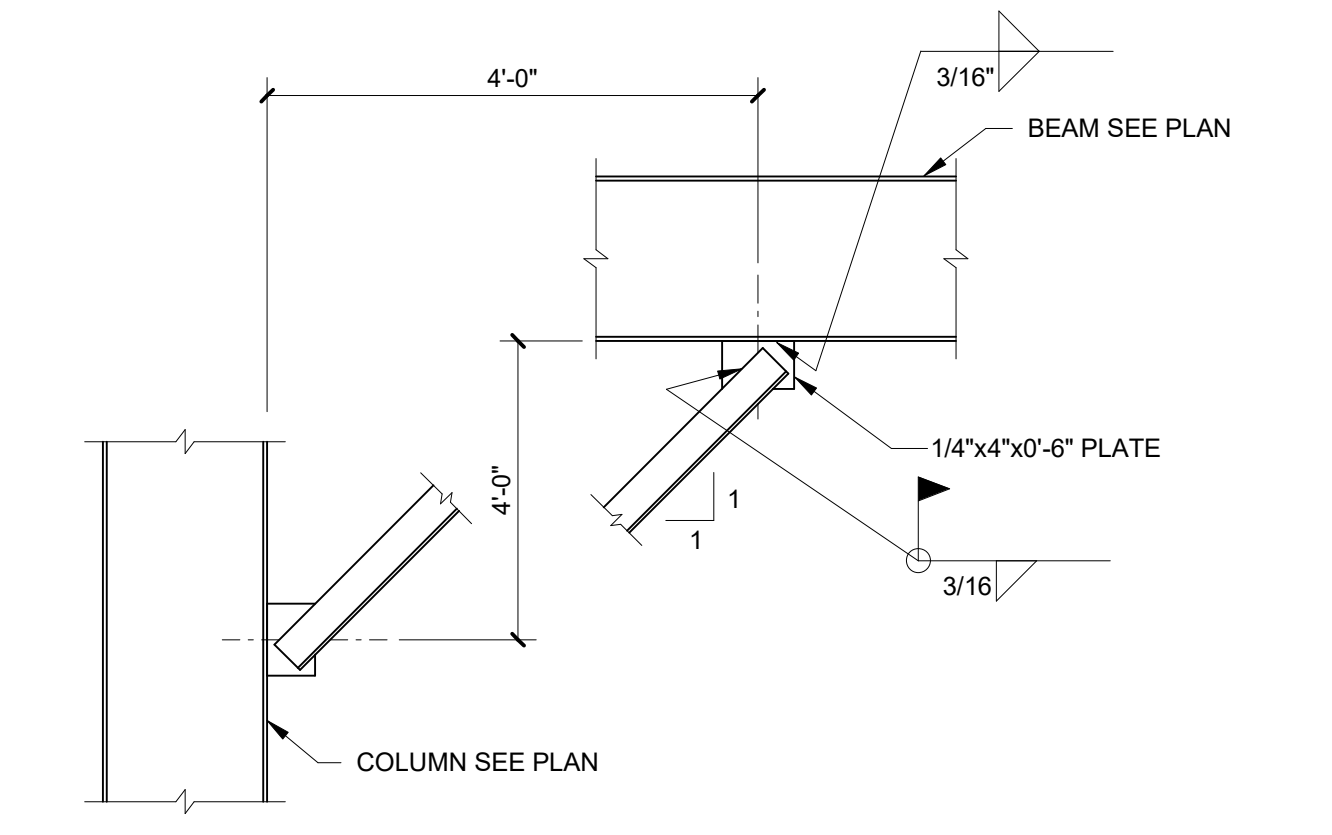 4'-0"
3/16"
BEAM SEE PLAN
4'-0"
1/4"x4"x0'-6" PLATE
1
1
3/16
COLUMN SEE PLAN